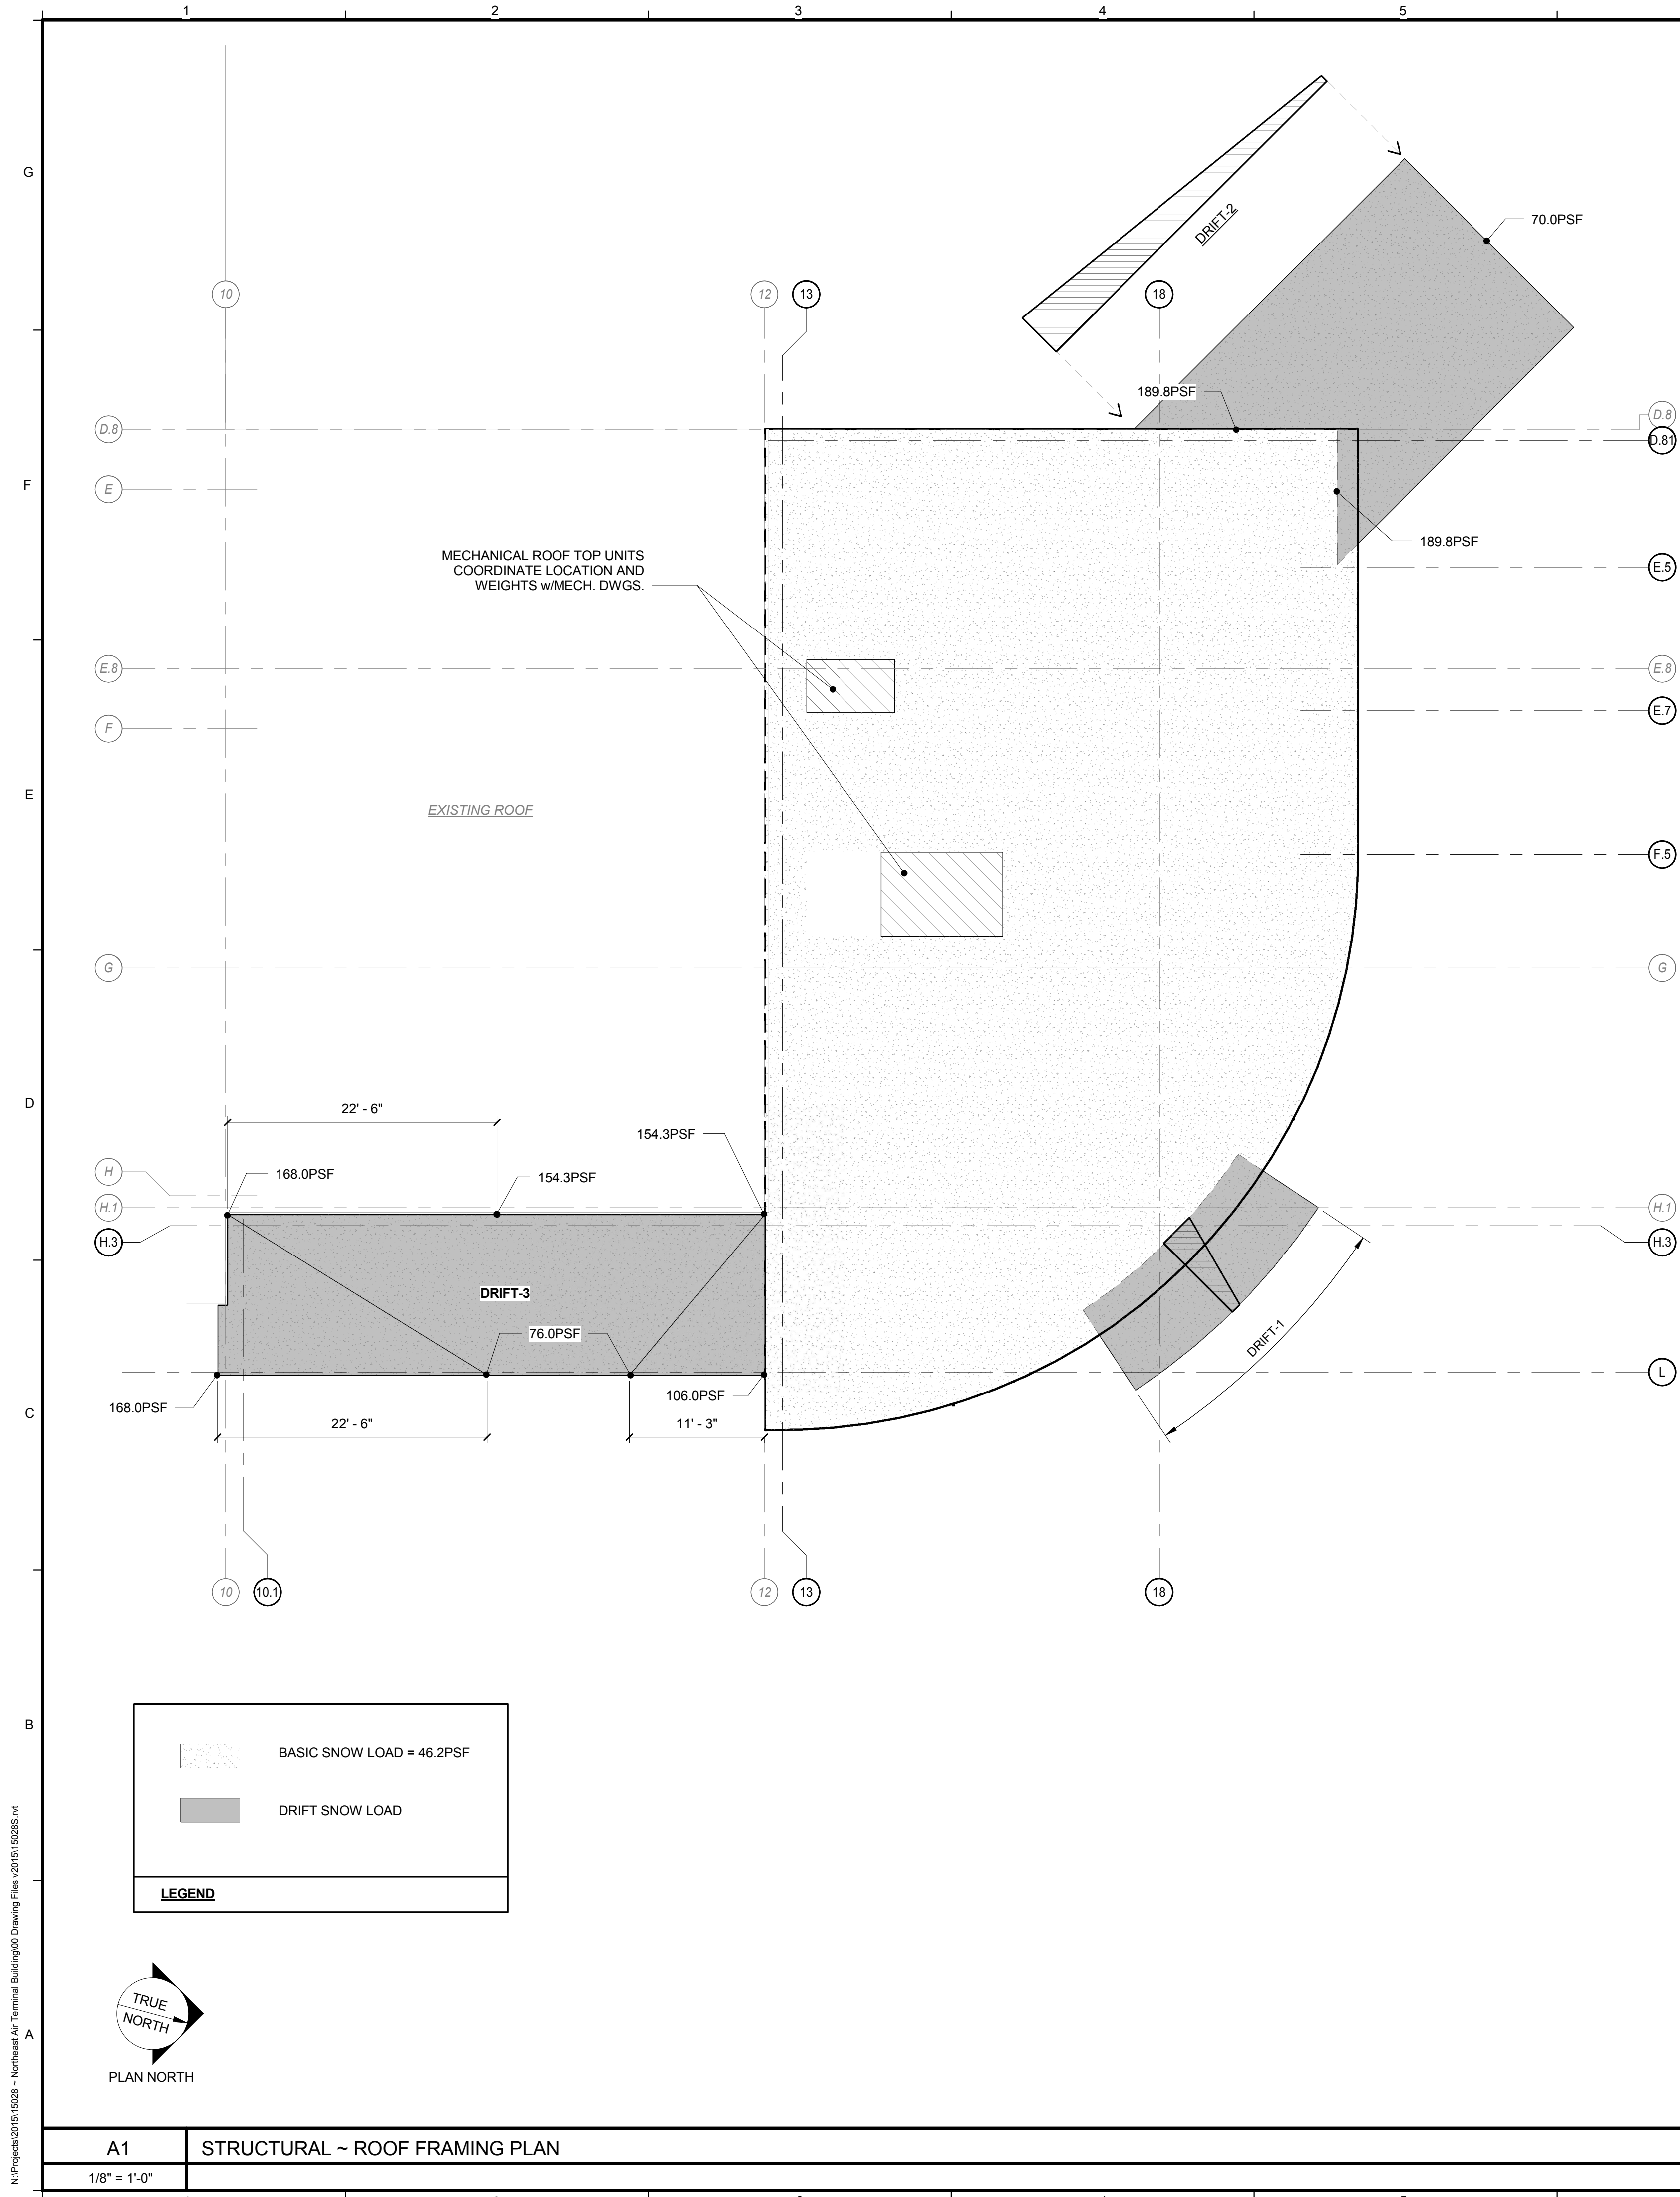 1 2 3 4 5
G
70.0PSF
DRIFT-2
10 12 13 18
189.8PSF
D.8 D.8
D.81
F
E
189.8PSF
MECHANICAL ROOF TOP UNITS
COORDINATE LOCATION AND
WEIGHTS w/MECH. DWGS.
E.5
E.8 E.8
E.7
F
E
EXISTING ROOF
F.5
G G
D
22' - 6"
154.3PSF
H
168.0PSF
154.3PSF
H.1 H.1
H.3 H.3
DRIFT-3
76.0PSF
DRIFT-1
L
106.0PSF
168.0PSF
C
22' - 6" 11' - 3"
10 10.1 12 13 18
B
BASIC SNOW LOAD = 46.2PSF
DRIFT SNOW LOAD
LEGEND
TRUE
NORTH
A
PLAN NORTH
N:\Projects\2015\15028 ~ Northeast Air Terminal Building\00 Drawing Files v2015\15028S.rvt
A1 STRUCTURAL ~ ROOF FRAMING PLAN
1/8" = 1'-0"